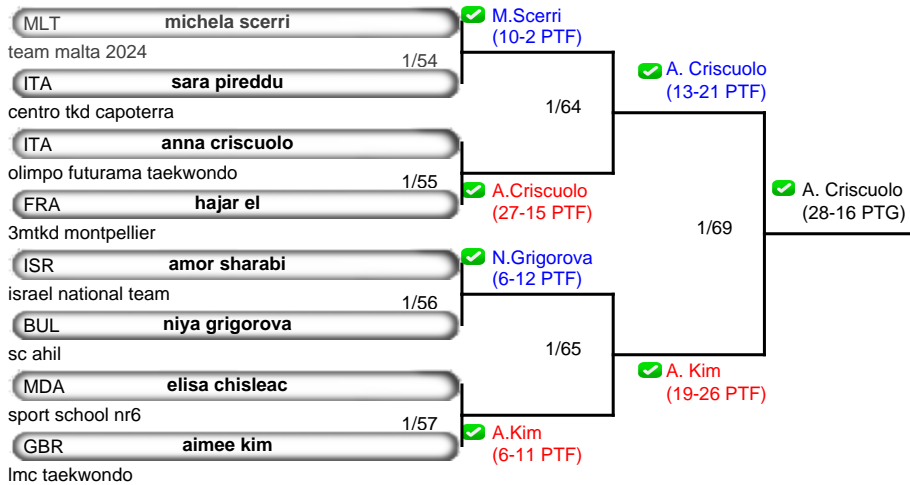 MLT michela scerri
team malta 2024
1/54
ITA sara pireddu
centro tkd capoterra
M.Scerri
(10-2 PTF)
ITA anna criscuolo
olimpo futurama taekwondo
1/55
FRA hajar el
3mtkd montpellier
A.Criscuolo
(27-15 PTF)
1/64
A. Criscuolo
(13-21 PTF)
ISR amor sharabi
israel national team
1/56
BUL niya grigorova
sc ahil
N.Grigorova
(6-12 PTF)
MDA elisa chisleac
sport school nr6
1/57
GBR aimee kim
lmc taekwondo
A.Kim
(6-11 PTF)
1/65
A. Kim
(19-26 PTF)
1/69
A. Criscuolo
(28-16 PTG)